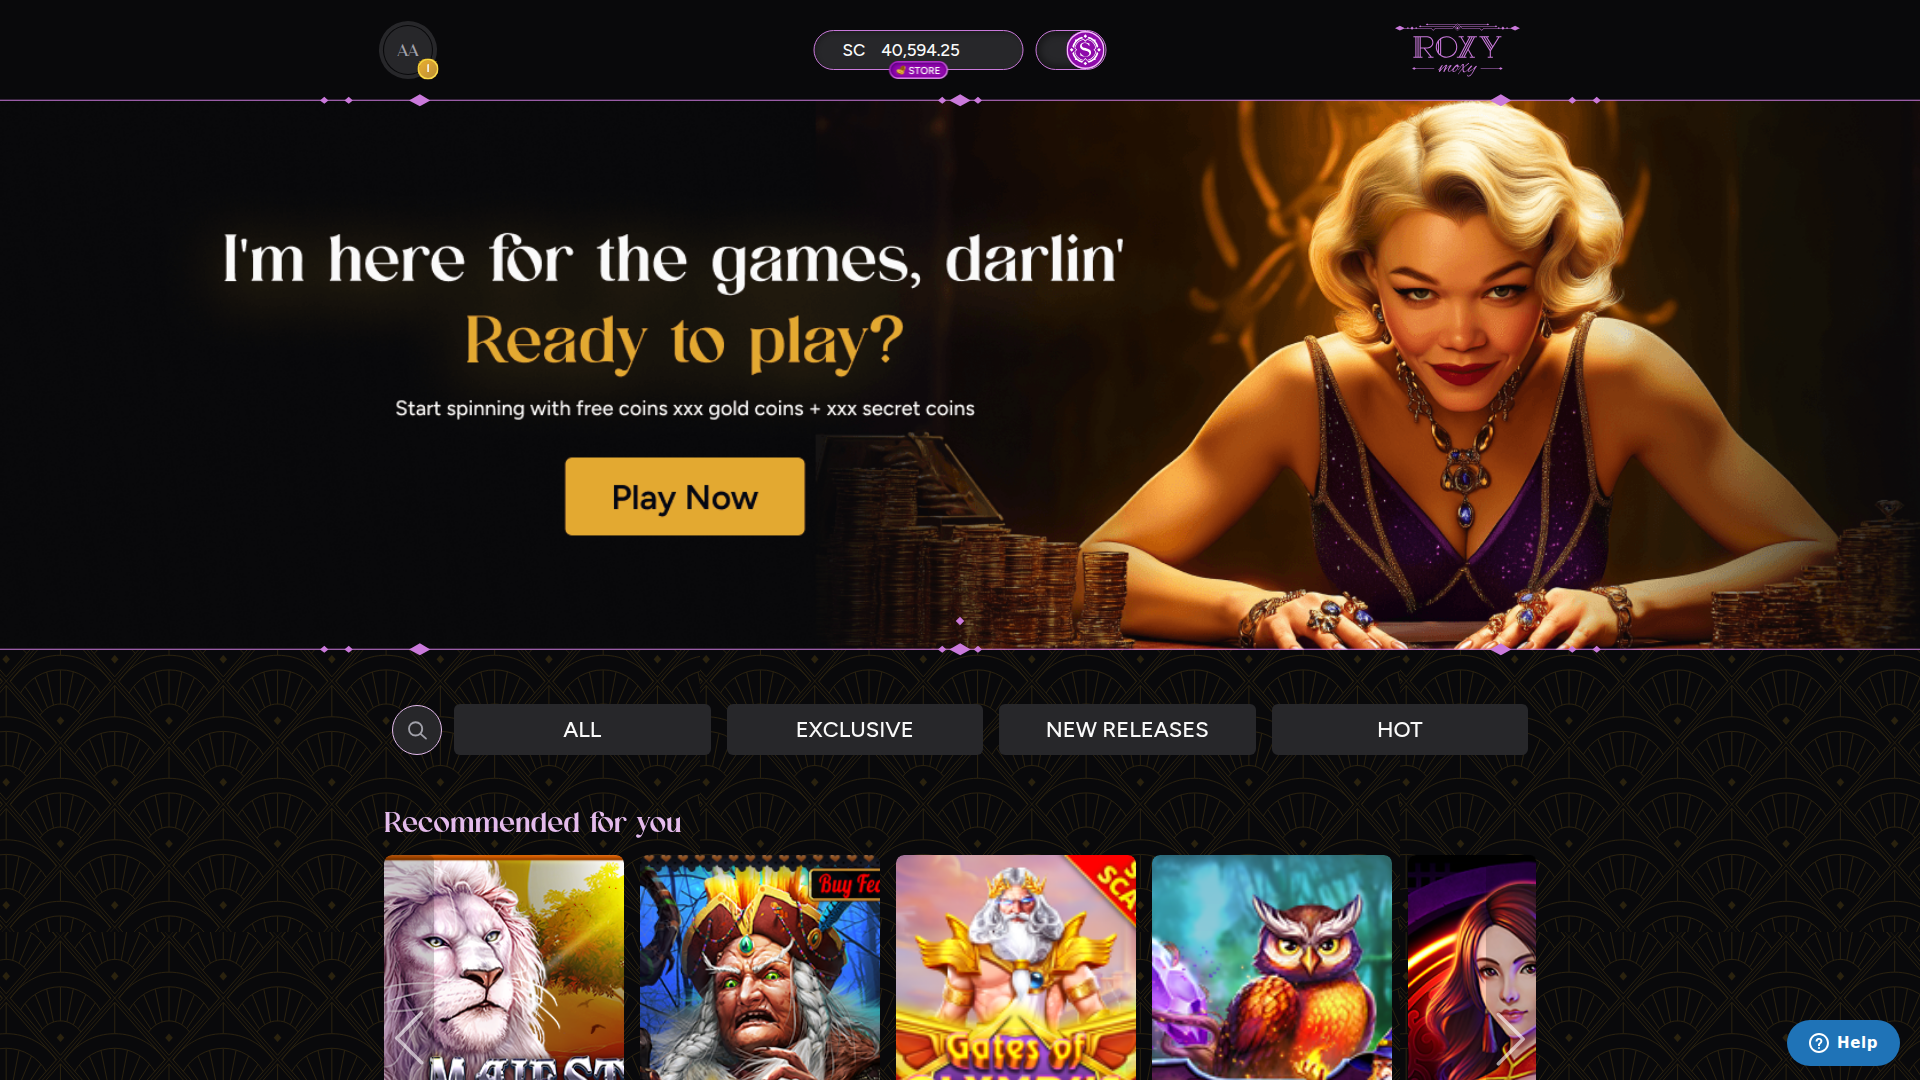 AA
I
SC 40,594.25
STORE
S
ROXY
moxy
I'm here for the games, darlin'
Ready to play?
Start spinning with free coins xxx gold coins + xxx secret coins
Play Now
ALL
EXCLUSIVE
NEW RELEASES
HOT
Recommended for you
Buy
Gates of
Help